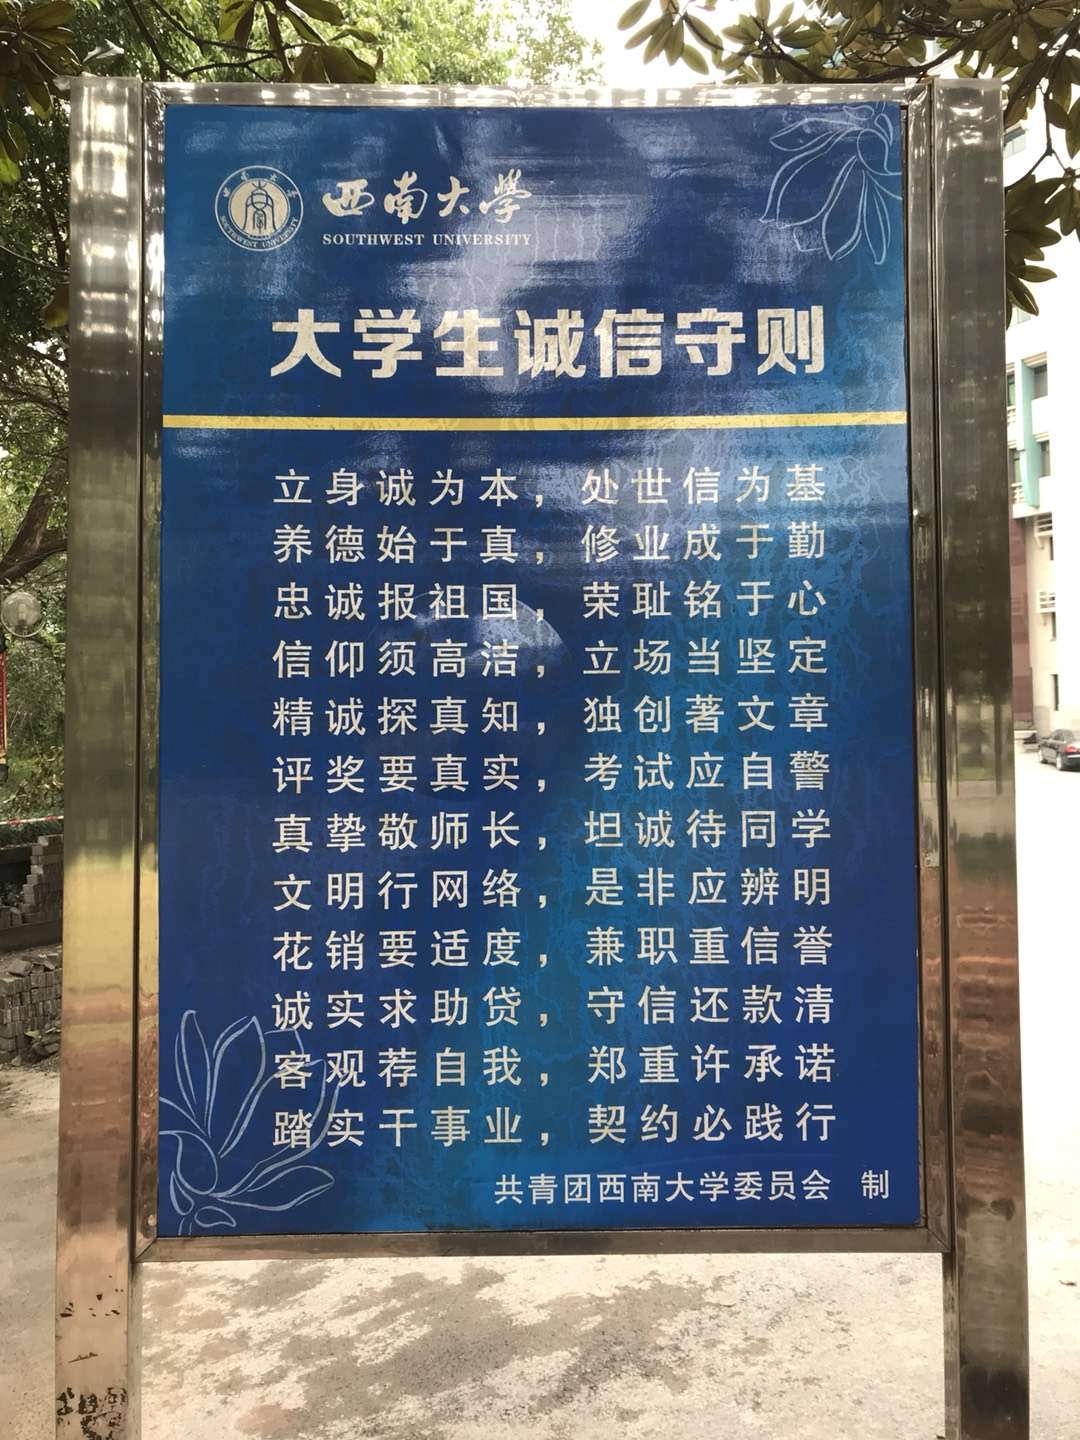 西南大学
SOUTHWEST UNIVERSITY
大学生诚信守则
立身诚为本，处世信为基
养德始于真，修业成于勤
忠诚报祖国，荣耻铭于心
信仰须高洁，立场当坚定
精诚探真知，独创著文章
评奖要真实，考试应自警
真挚敬师长，坦诚待同学
文明行网络，是非应辨明
花销要适度，兼职重信誉
诚实求助贷，守信还款清
客观荐自我，郑重许承诺
踏实干事业，契约必践行
共青团西南大学委员会 制